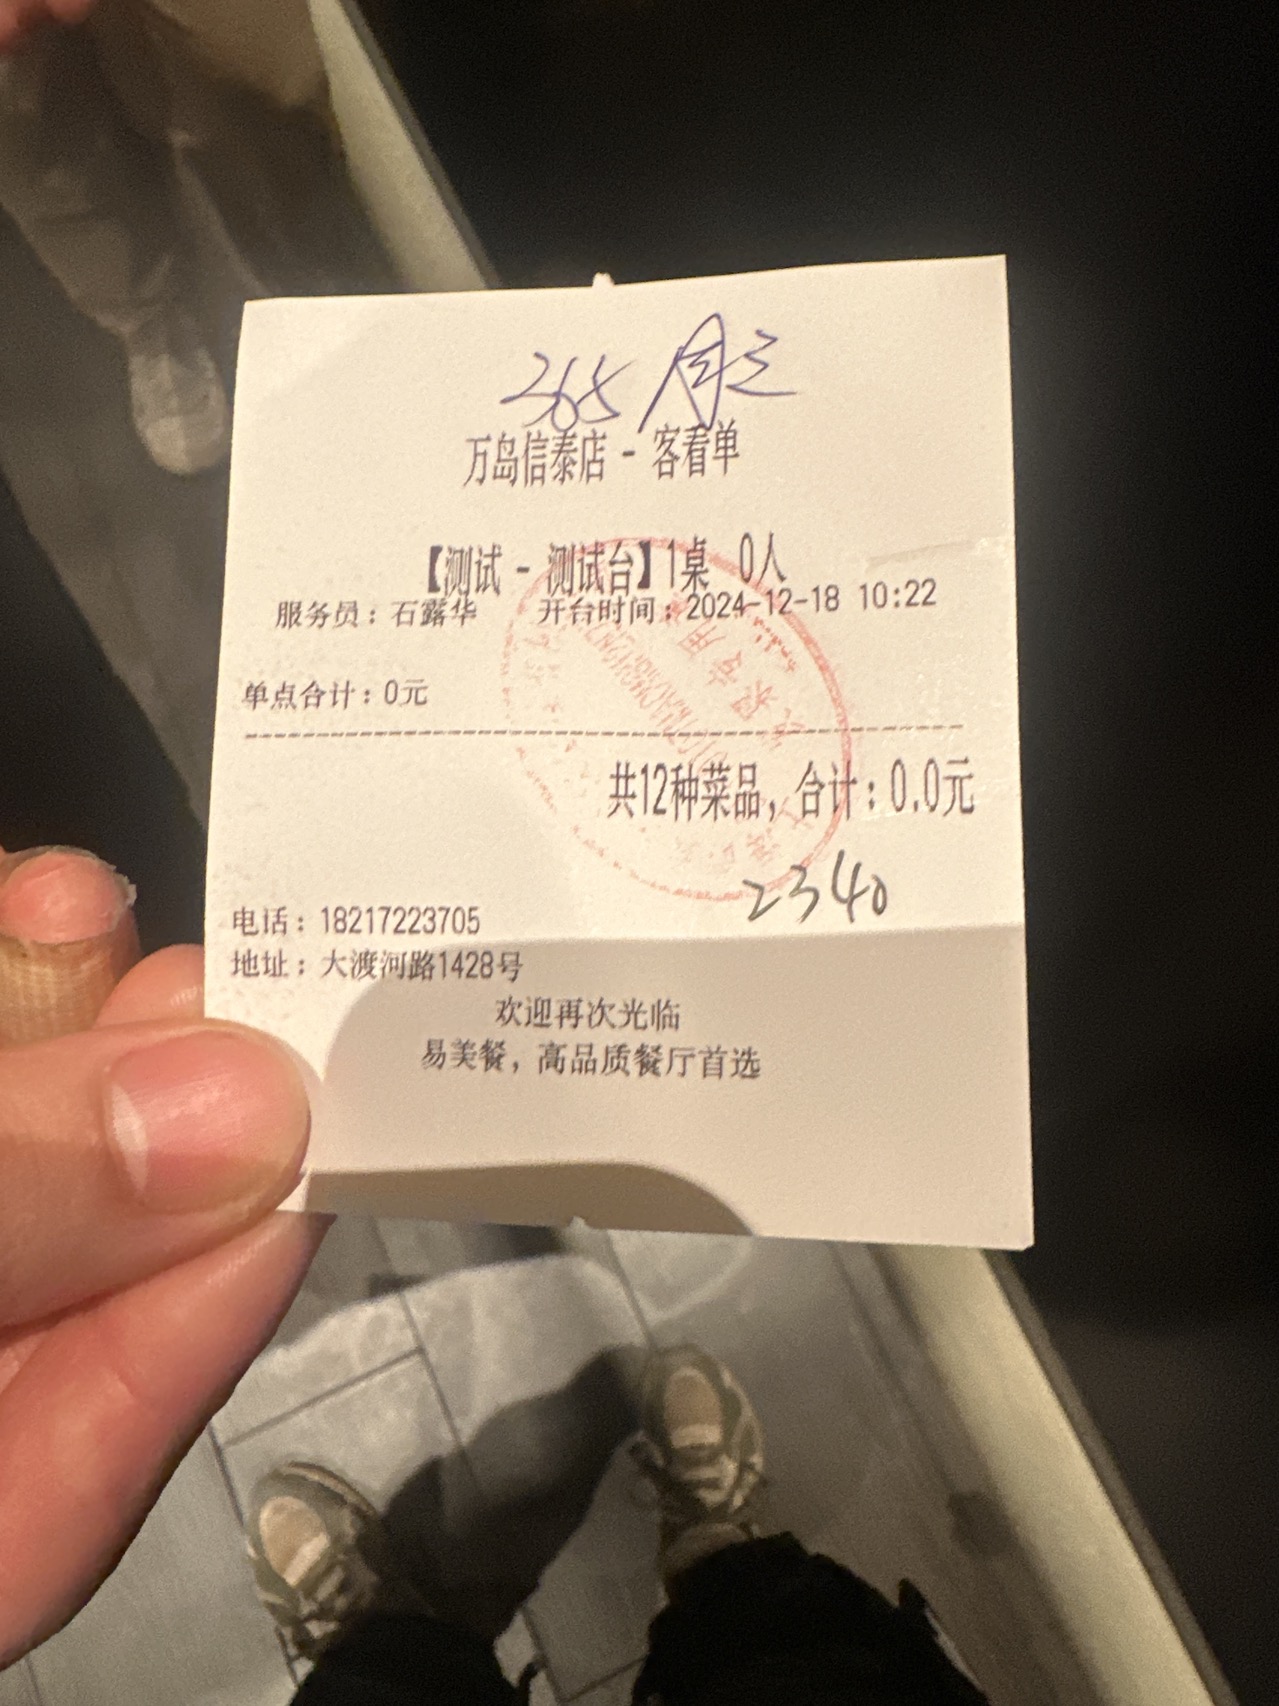 365 周三
万岛信泰店 - 客看单
【测试 - 测试台】1桌 0人
服务员：石露华 开台时间：2024-12-18 10:22
单点合计：0元
共12种菜品，合计：0.0元
2340
电话：18217223705
地址：大渡河路1428号
欢迎再次光临
易美餐，高品质餐厅首选